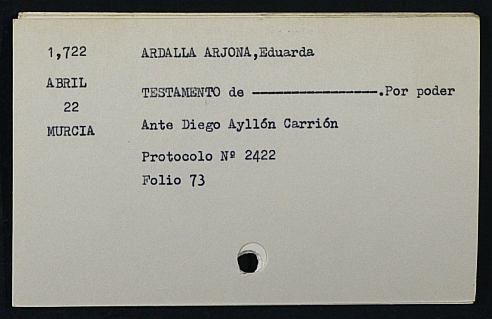 1,722 ARDALLA ARJONA,Eduarda
ABRIL
TESTAMENTO de ----------------.Por poder
22
MURCIA Ante Diego Ayllón Carrión
Protocolo Nº 2422
Folio 73